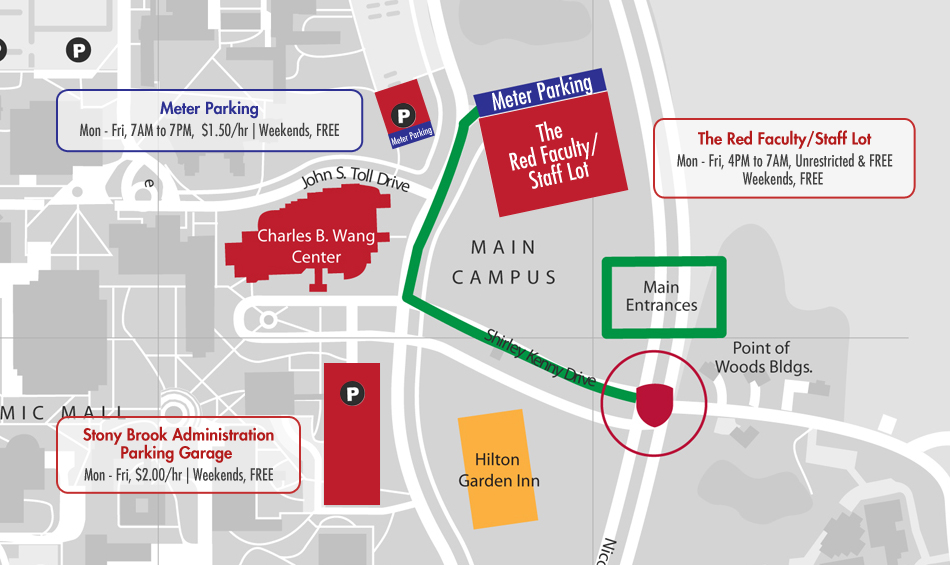 P
P
Meter Parking
Mon - Fri, 7AM to 7PM, $1.50/hr | Weekends, FREE
P
Meter Parking
Meter Parking
The
Red Faculty/
Staff Lot
The Red Faculty/Staff Lot
Mon - Fri, 4PM to 7AM, Unrestricted & FREE
Weekends, FREE
John S. Toll Drive
e
Charles B. Wang
Center
MAIN
CAMPUS
Main
Entrances
Shirley Kenny Drive
Point of
Woods Bldgs.
P
MIC MALL
Stony Brook Administration
Parking Garage
Mon - Fri, $2.00/hr | Weekends, FREE
Hilton
Garden Inn
Nico